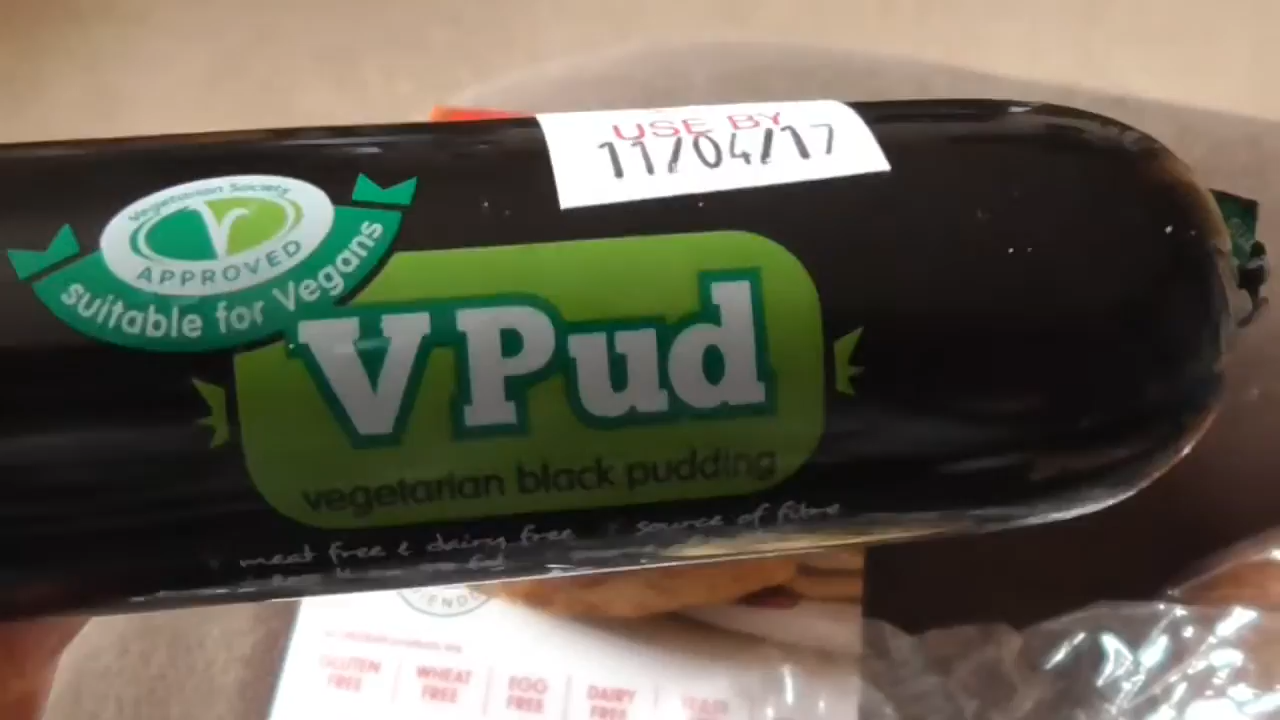 USE BY
11/04/17
Vegetarian Society
APPROVED
suitable for Vegans
VPud
vegetarian black pudding
meat free & dairy free source of fibre
GLUTEN FREE
WHEAT FREE
EGG FREE
DAIRY FREE